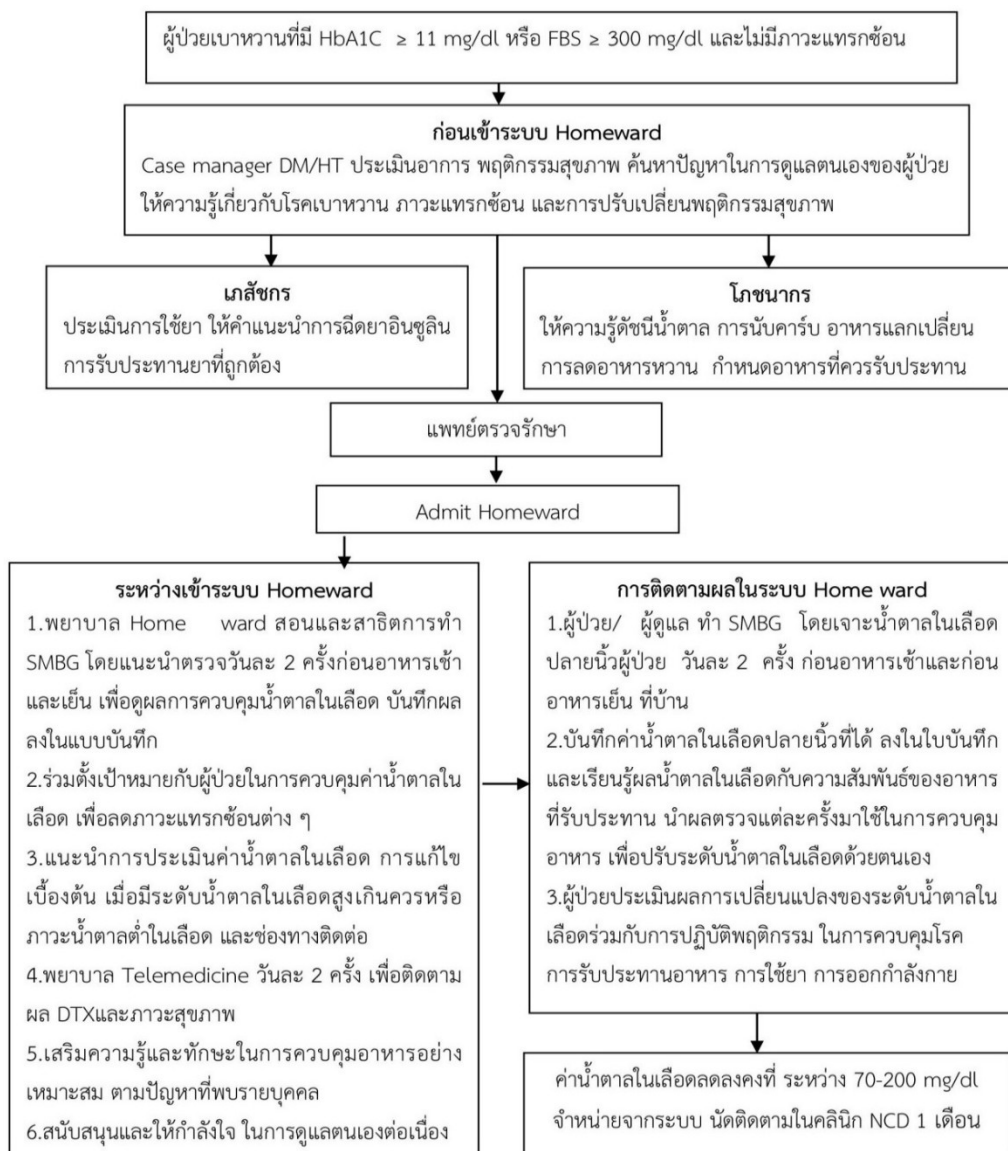 ผู้ป่วยเบาหวานที่มี HbA1C ≥ 11 mg/dl หรือ FBS ≥ 300 mg/dl และไม่มีภาวะแทรกซ้อน
ก่อนเข้าระบบ Homeward
Case manager DM/HT ประเมินอาการ พฤติกรรมสุขภาพ ค้นหาปัญหาในการดูแลตนเองของผู้ป่วย
ให้ความรู้เกี่ยวกับโรคเบาหวาน ภาวะแทรกซ้อน และการปรับเปลี่ยนพฤติกรรมสุขภาพ
เภสัชกร
ประเมินการใช้ยา ให้คำแนะนำการฉีดยาอินซูลิน
การรับประทานยาที่ถูกต้อง
โภชนากร
ให้ความรู้ดัชนีน้ำตาล การนับคาร์บ อาหารแลกเปลี่ยน
การลดอาหารหวาน กำหนดอาหารที่ควรรับประทาน
แพทย์ตรวจรักษา
Admit Homeward
ระหว่างเข้าระบบ Homeward
1.พยาบาล Home ward สอนและสาธิตการทำ
SMBG โดยแนะนำตรวจวันละ 2 ครั้งก่อนอาหารเช้า
และเย็น เพื่อดูผลการควบคุมน้ำตาลในเลือด บันทึกผล
ลงในแบบบันทึก
2.ร่วมตั้งเป้าหมายกับผู้ป่วยในการควบคุมค่าน้ำตาลใน
เลือด เพื่อลดภาวะแทรกซ้อนต่าง ๆ
3.แนะนำการประเมินค่าน้ำตาลในเลือด การแก้ไข
เบื้องต้น เมื่อมีระดับน้ำตาลในเลือดสูงเกินควรหรือ
ภาวะน้ำตาลต่ำในเลือด และช่องทางติดต่อ
4.พยาบาล Telemedicine วันละ 2 ครั้ง เพื่อติดตาม
ผล DTXและภาวะสุขภาพ
5.เสริมความรู้และทักษะในการควบคุมอาหารอย่าง
เหมาะสม ตามปัญหาที่พบรายบุคคล
6.สนับสนุนและให้กำลังใจ ในการดูแลตนเองต่อเนื่อง
การติดตามผลในระบบ Home ward
1.ผู้ป่วย/ ผู้ดูแล ทำ SMBG โดยเจาะน้ำตาลในเลือด
ปลายนิ้วผู้ป่วย วันละ 2 ครั้ง ก่อนอาหารเช้าและก่อน
อาหารเย็น ที่บ้าน
2.บันทึกค่าน้ำตาลในเลือดปลายนิ้วที่ได้ ลงในใบบันทึก
และเรียนรู้ผลน้ำตาลในเลือดกับความสัมพันธ์ของอาหาร
ที่รับประทาน นำผลตรวจแต่ละครั้งมาใช้ในการควบคุม
อาหาร เพื่อปรับระดับน้ำตาลในเลือดด้วยตนเอง
3.ผู้ป่วยประเมินผลการเปลี่ยนแปลงของระดับน้ำตาลใน
เลือดร่วมกับการปฏิบัติพฤติกรรม ในการควบคุมโรค
การรับประทานอาหาร การใช้ยา การออกกำลังกาย
ค่าน้ำตาลในเลือดลดลงคงที่ ระหว่าง 70-200 mg/dl
จำหน่ายจากระบบ นัดติดตามในคลินิก NCD 1 เดือน